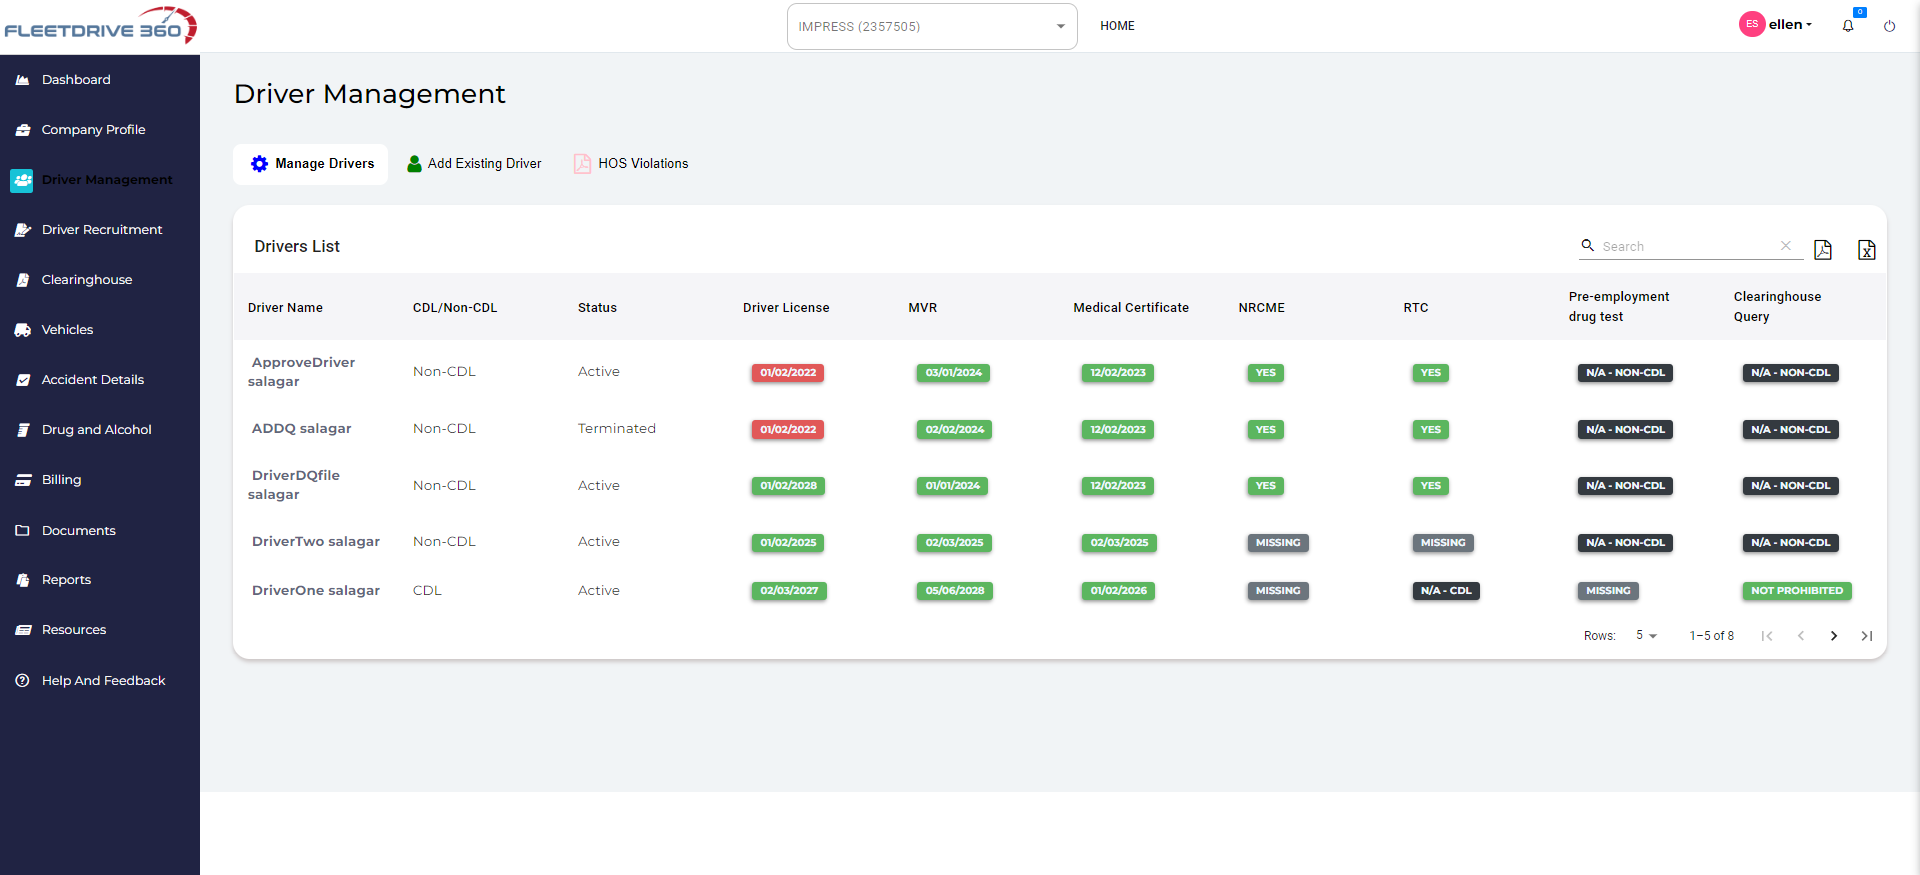 FLEETDRIVE 360
IMPRESS (2357505)
HOME
ES
ellen
0
Dashboard
Company Profile
Driver Management
Driver Recruitment
Clearinghouse
Vehicles
Accident Details
Drug and Alcohol
Billing
Documents
Reports
Resources
Help And Feedback
Driver Management
Manage Drivers
Add Existing Driver
HOS Violations
Drivers List
Search
Driver Name CDL/Non-CDL Status Driver License MVR Medical Certificate NRCME RTC Pre-employment drug test Clearinghouse Query
ApproveDriver salagar Non-CDL Active 01/02/2022 03/01/2024 12/02/2023 YES YES N/A - NON-CDL N/A - NON-CDL
ADDQ salagar Non-CDL Terminated 01/02/2022 02/02/2024 12/02/2023 YES YES N/A - NON-CDL N/A - NON-CDL
DriverDQfile salagar Non-CDL Active 01/02/2028 01/01/2024 12/02/2023 YES YES N/A - NON-CDL N/A - NON-CDL
DriverTwo salagar Non-CDL Active 01/02/2025 02/03/2025 02/03/2025 MISSING MISSING N/A - NON-CDL N/A - NON-CDL
DriverOne salagar CDL Active 02/03/2027 05/06/2028 01/02/2026 MISSING N/A - CDL MISSING NOT PROHIBITED
Rows: 5 1–5 of 8